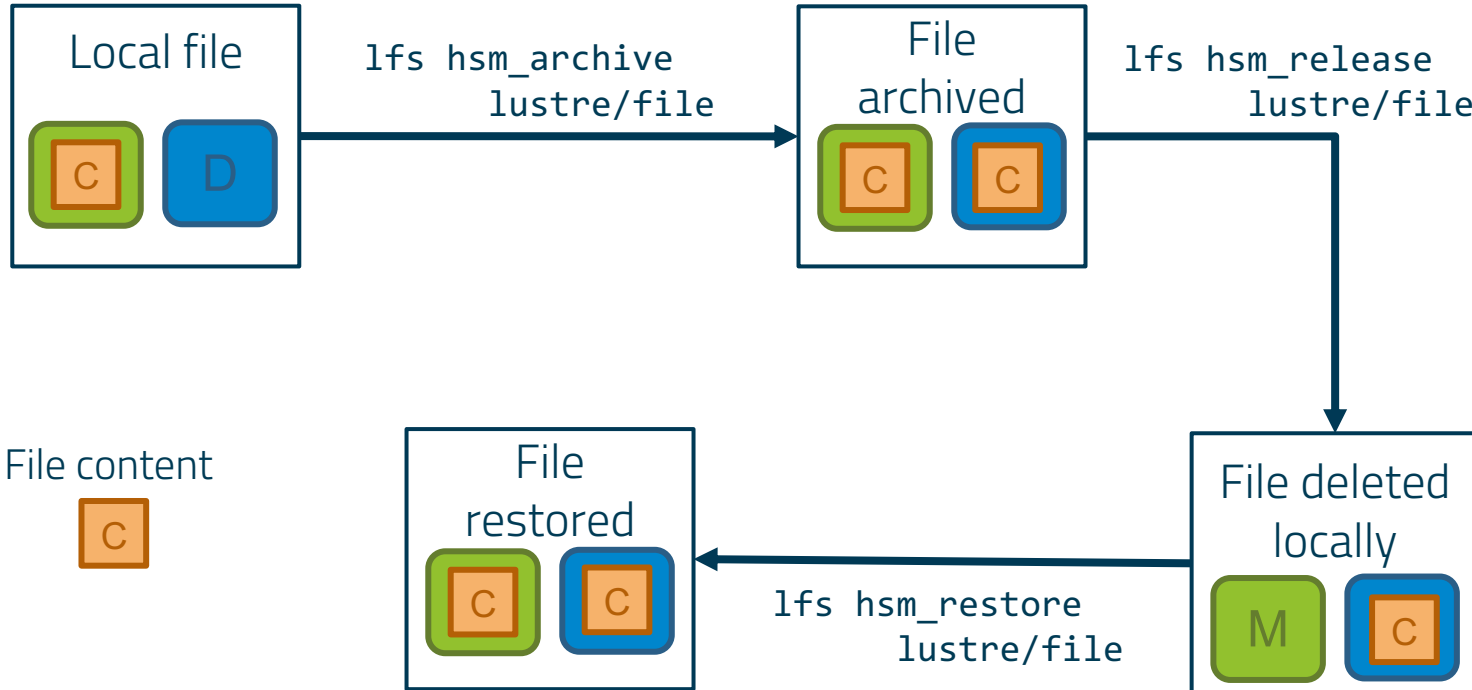 Local file
C D
lfs hsm_archive
lustre/file
File
archived
C C
lfs hsm_release
lustre/file
File content
C
File
restored
C C
lfs hsm_restore
lustre/file
File deleted
locally
M C